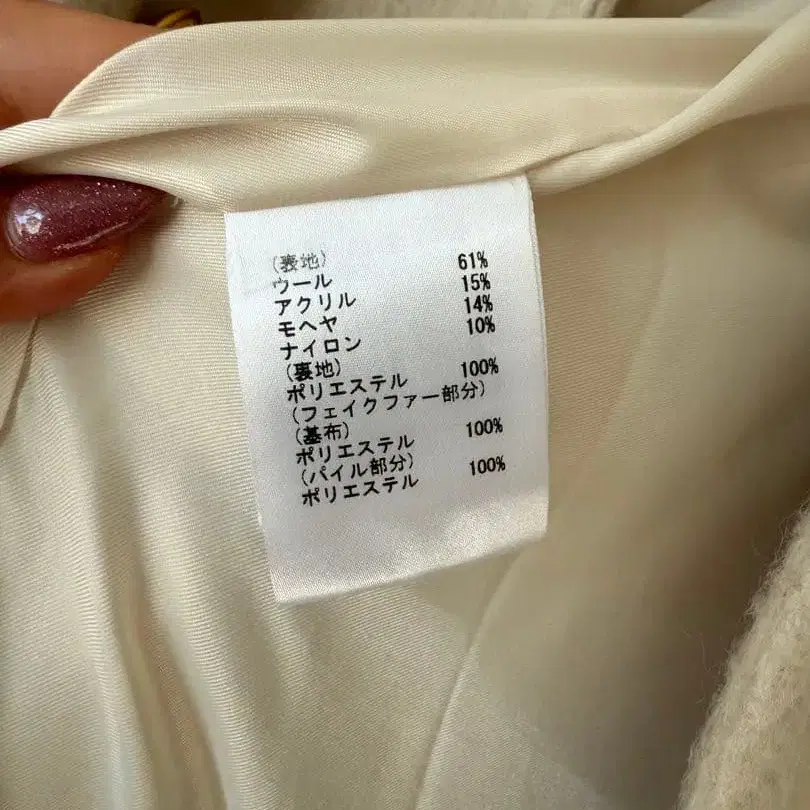 (表地)
ウール 61%
アクリル 15%
モヘヤ 14%
ナイロン 10%
(裏地)
ポリエステル 100%
(フェイクファー部分)
(基布)
ポリエステル 100%
(パイル部分)
ポリエステル 100%